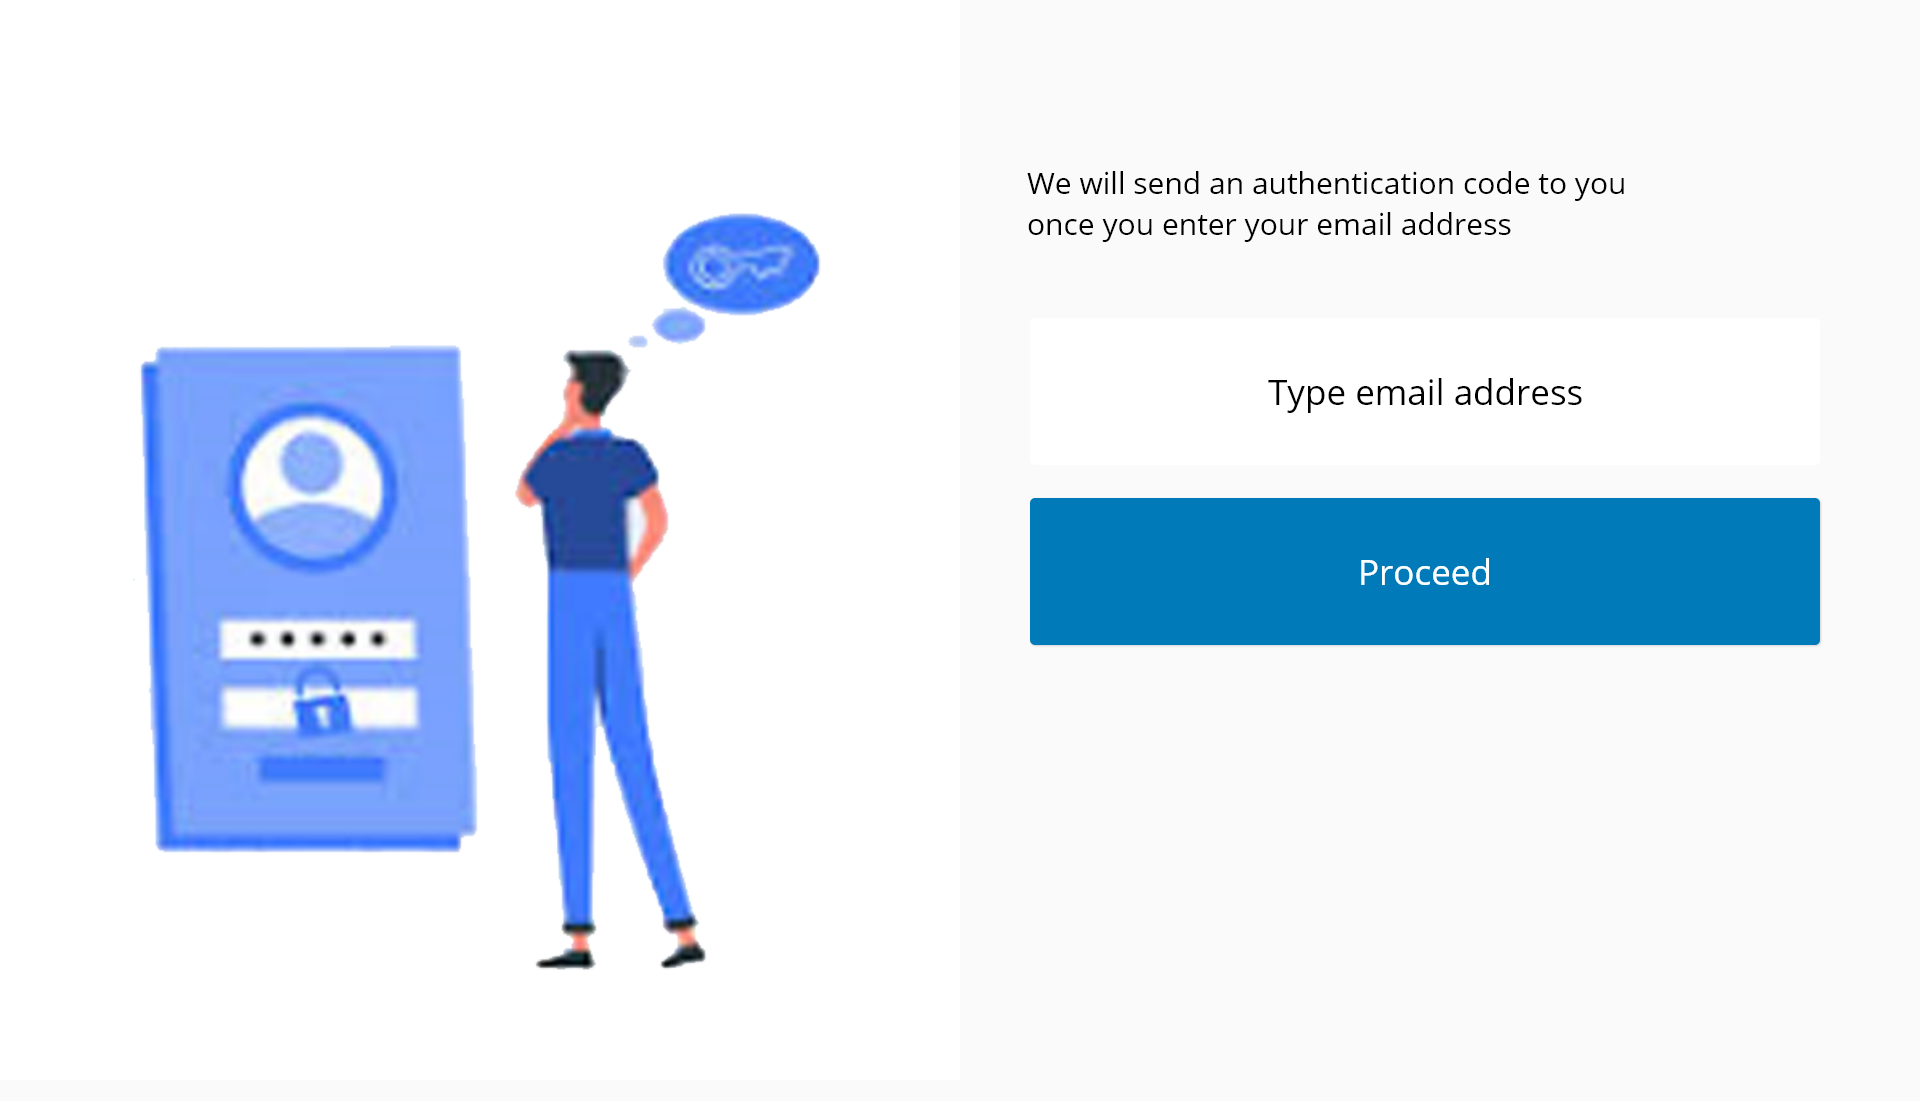 We will send an authentication code to you
once you enter your email address
Type email address
Proceed